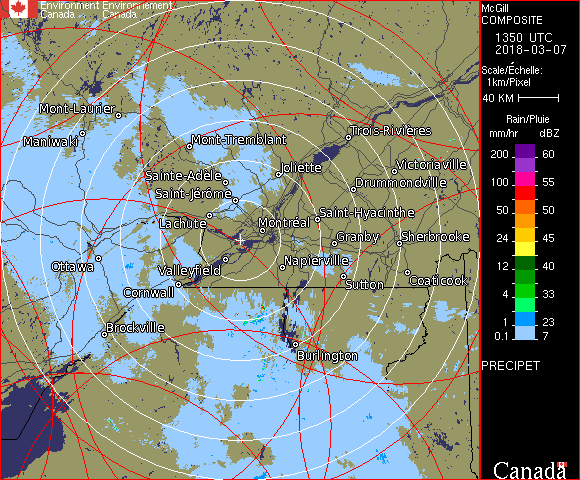 Environment Environnement
Canada Canada
McGill
COMPOSITE
1350 UTC
2018-03-07
Scale/Échelle:
1km/Pixel
40 KM
Rain/Pluie
mm/hr dBZ
200 60
55
100 55
50 50
24 45
12 40
4 33
1 23
0.1 7
PRECIPET
Canada
Mont-Laurier
Maniwaki
Mont-Tremblant
Trois-Rivières
Sainte-Adèle
Joliette
Victoriaville
Saint-Jérôme
Drummondville
Lachute
Montréal
Saint-Hyacinthe
Granby
Sherbrooke
Ottawa
Valleyfield
Napierville
Cornwall
Sutton
Coaticook
Brockville
Burlington